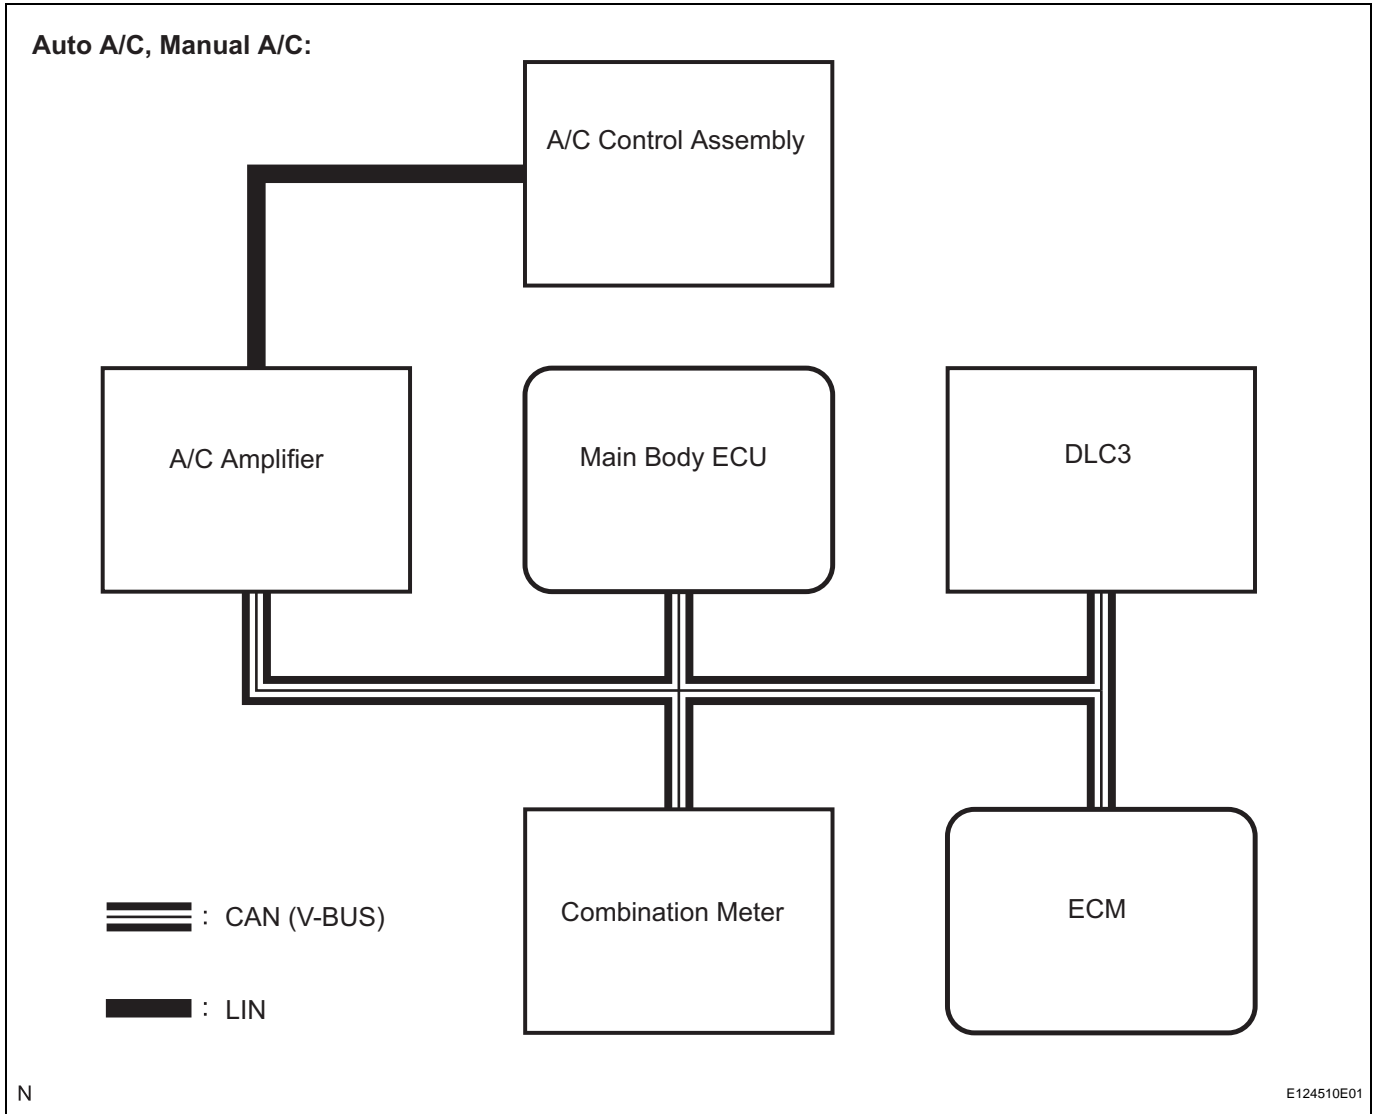 Auto A/C, Manual A/C:
A/C Control Assembly
A/C Amplifier
Main Body ECU
DLC3
Combination Meter
ECM
: CAN (V-BUS)
: LIN
N
E124510E01